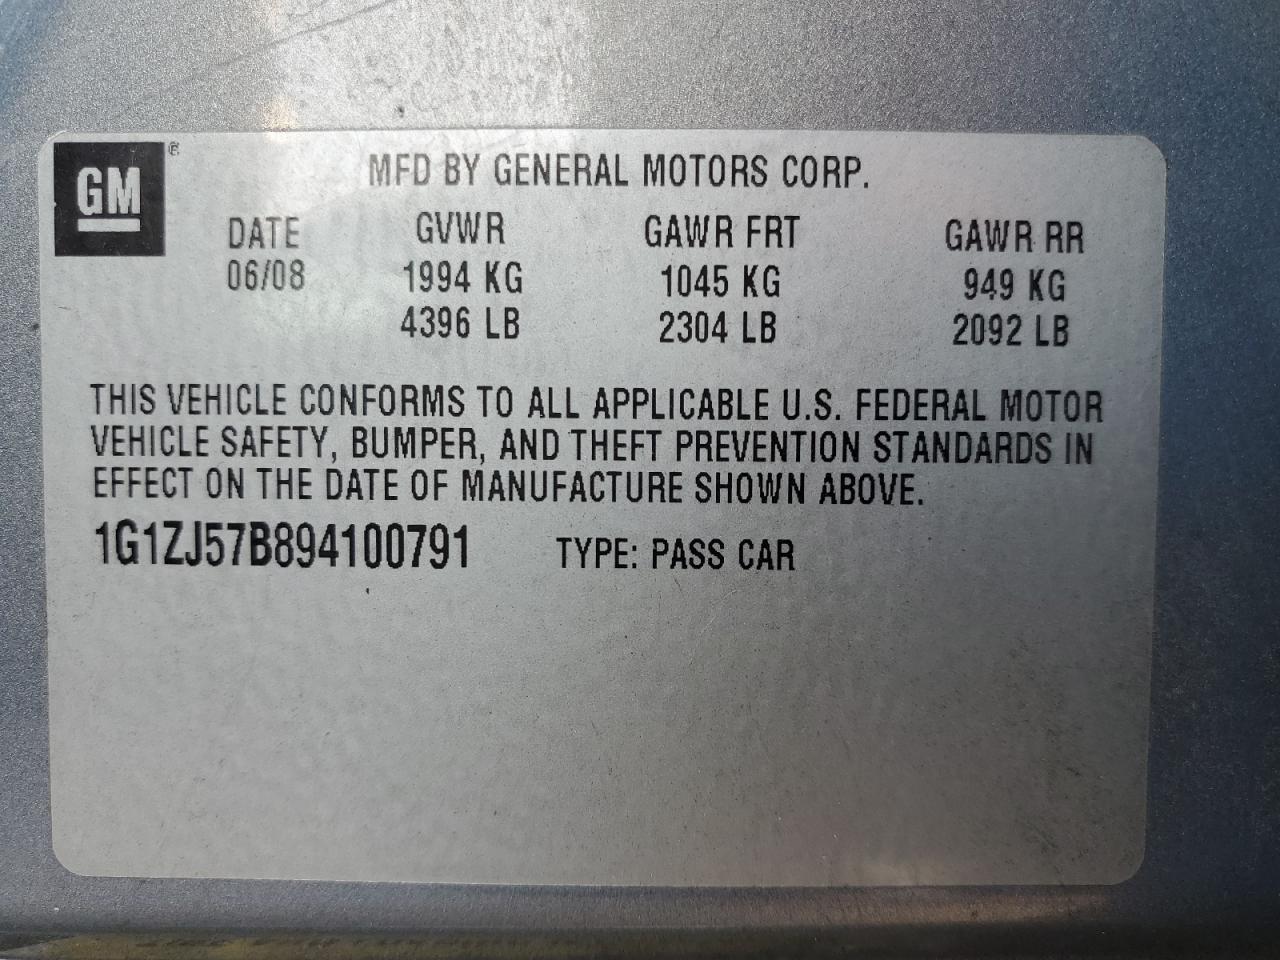 GM ®
MFD BY GENERAL MOTORS CORP.
DATE GVWR GAWR FRT GAWR RR
06/08 1994 KG 1045 KG 949 KG
4396 LB 2304 LB 2092 LB
THIS VEHICLE CONFORMS TO ALL APPLICABLE U.S. FEDERAL MOTOR
VEHICLE SAFETY, BUMPER, AND THEFT PREVENTION STANDARDS IN
EFFECT ON THE DATE OF MANUFACTURE SHOWN ABOVE.
1G1ZJ57B894100791 TYPE: PASS CAR